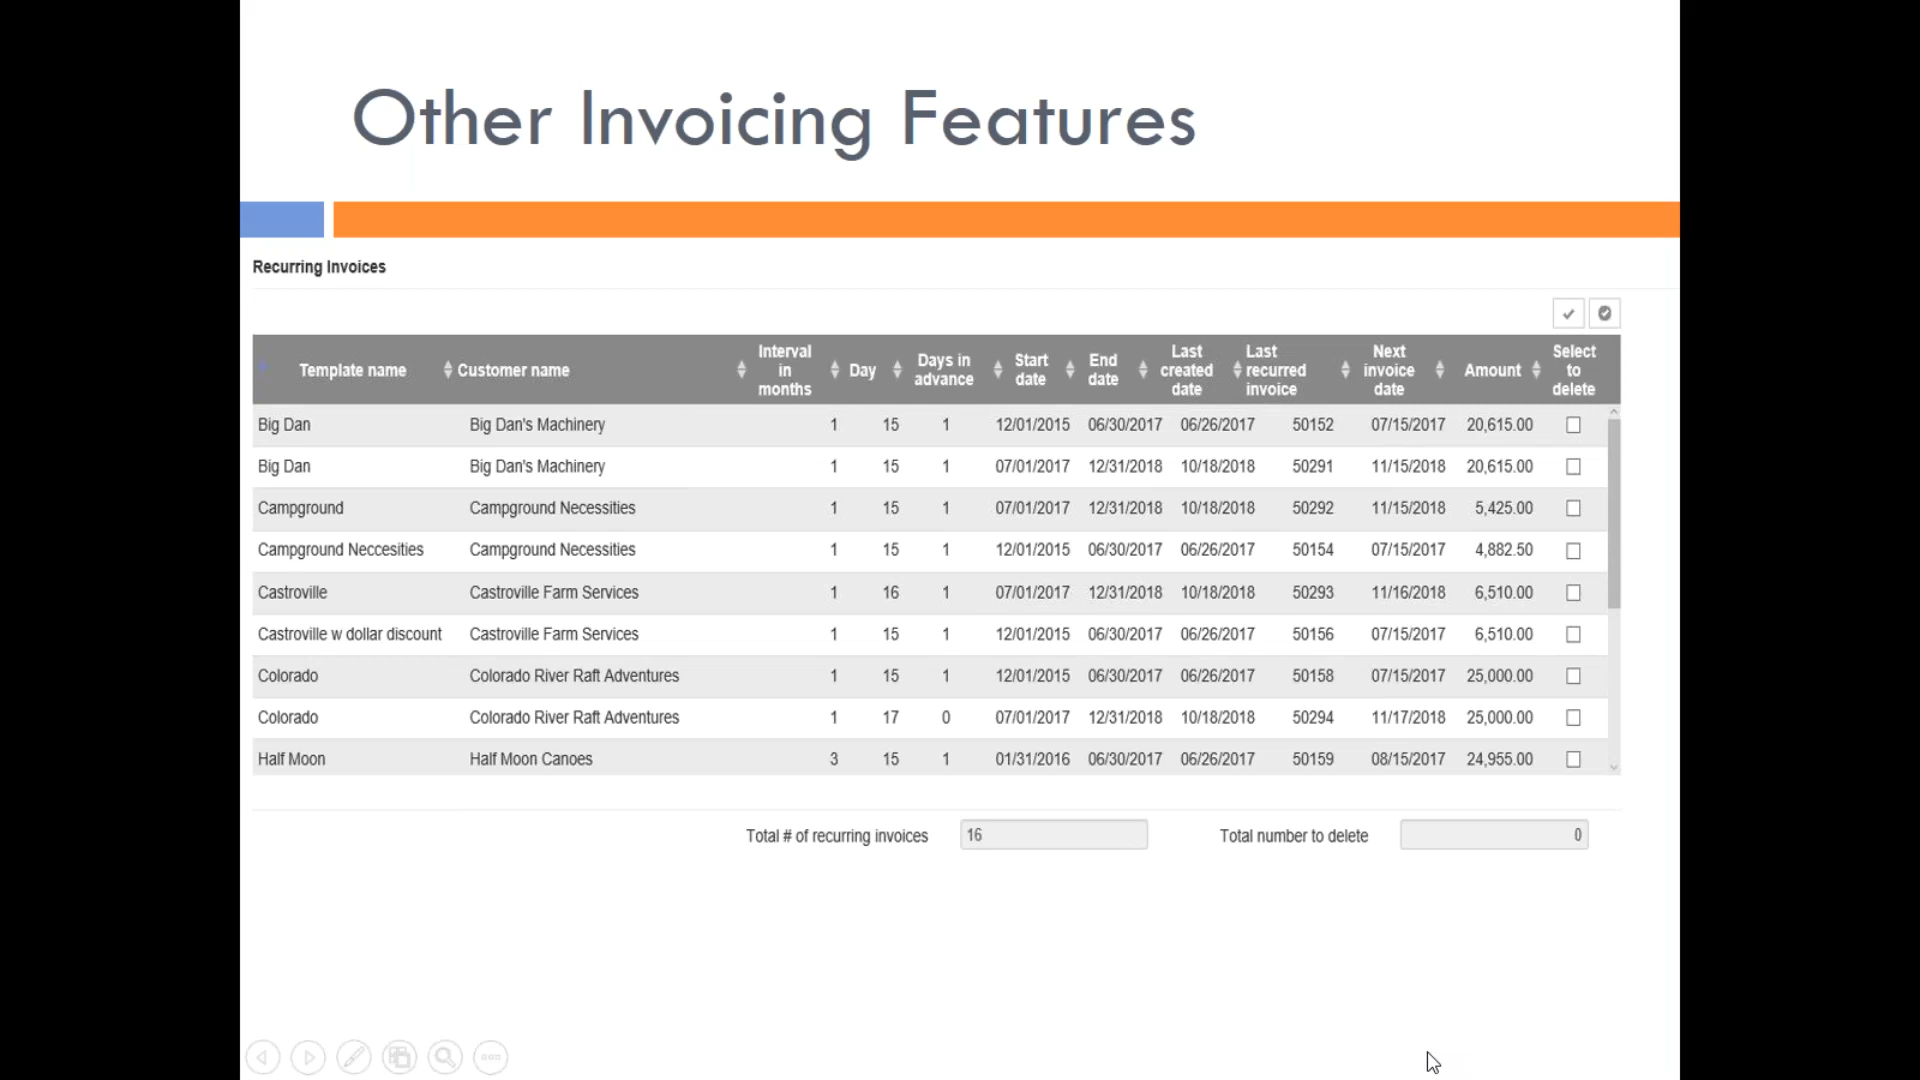 Other Invoicing Features
Recurring Invoices
Template name Customer name Interval in months Day Days in advance Start date End date Last created date Last recurred invoice Next invoice date Amount Select to delete
Big Dan Big Dan's Machinery 1 15 1 12/01/2015 06/30/2017 06/26/2017 50152 07/15/2017 20,615.00
Big Dan Big Dan's Machinery 1 15 1 07/01/2017 12/31/2018 10/18/2018 50291 11/15/2018 20,615.00
Campground Campground Necessities 1 15 1 07/01/2017 12/31/2018 10/18/2018 50292 11/15/2018 5,425.00
Campground Neccesities Campground Necessities 1 15 1 12/01/2015 06/30/2017 06/26/2017 50154 07/15/2017 4,882.50
Castroville Castroville Farm Services 1 16 1 07/01/2017 12/31/2018 10/18/2018 50293 11/16/2018 6,510.00
Castroville w dollar discount Castroville Farm Services 1 15 1 12/01/2015 06/30/2017 06/26/2017 50156 07/15/2017 6,510.00
Colorado Colorado River Raft Adventures 1 15 1 12/01/2015 06/30/2017 06/26/2017 50158 07/15/2017 25,000.00
Colorado Colorado River Raft Adventures 1 17 0 07/01/2017 12/31/2018 10/18/2018 50294 11/17/2018 25,000.00
Half Moon Half Moon Canoes 3 15 1 01/31/2016 06/30/2017 06/26/2017 50159 08/15/2017 24,955.00
Total # of recurring invoices 16 Total number to delete 0